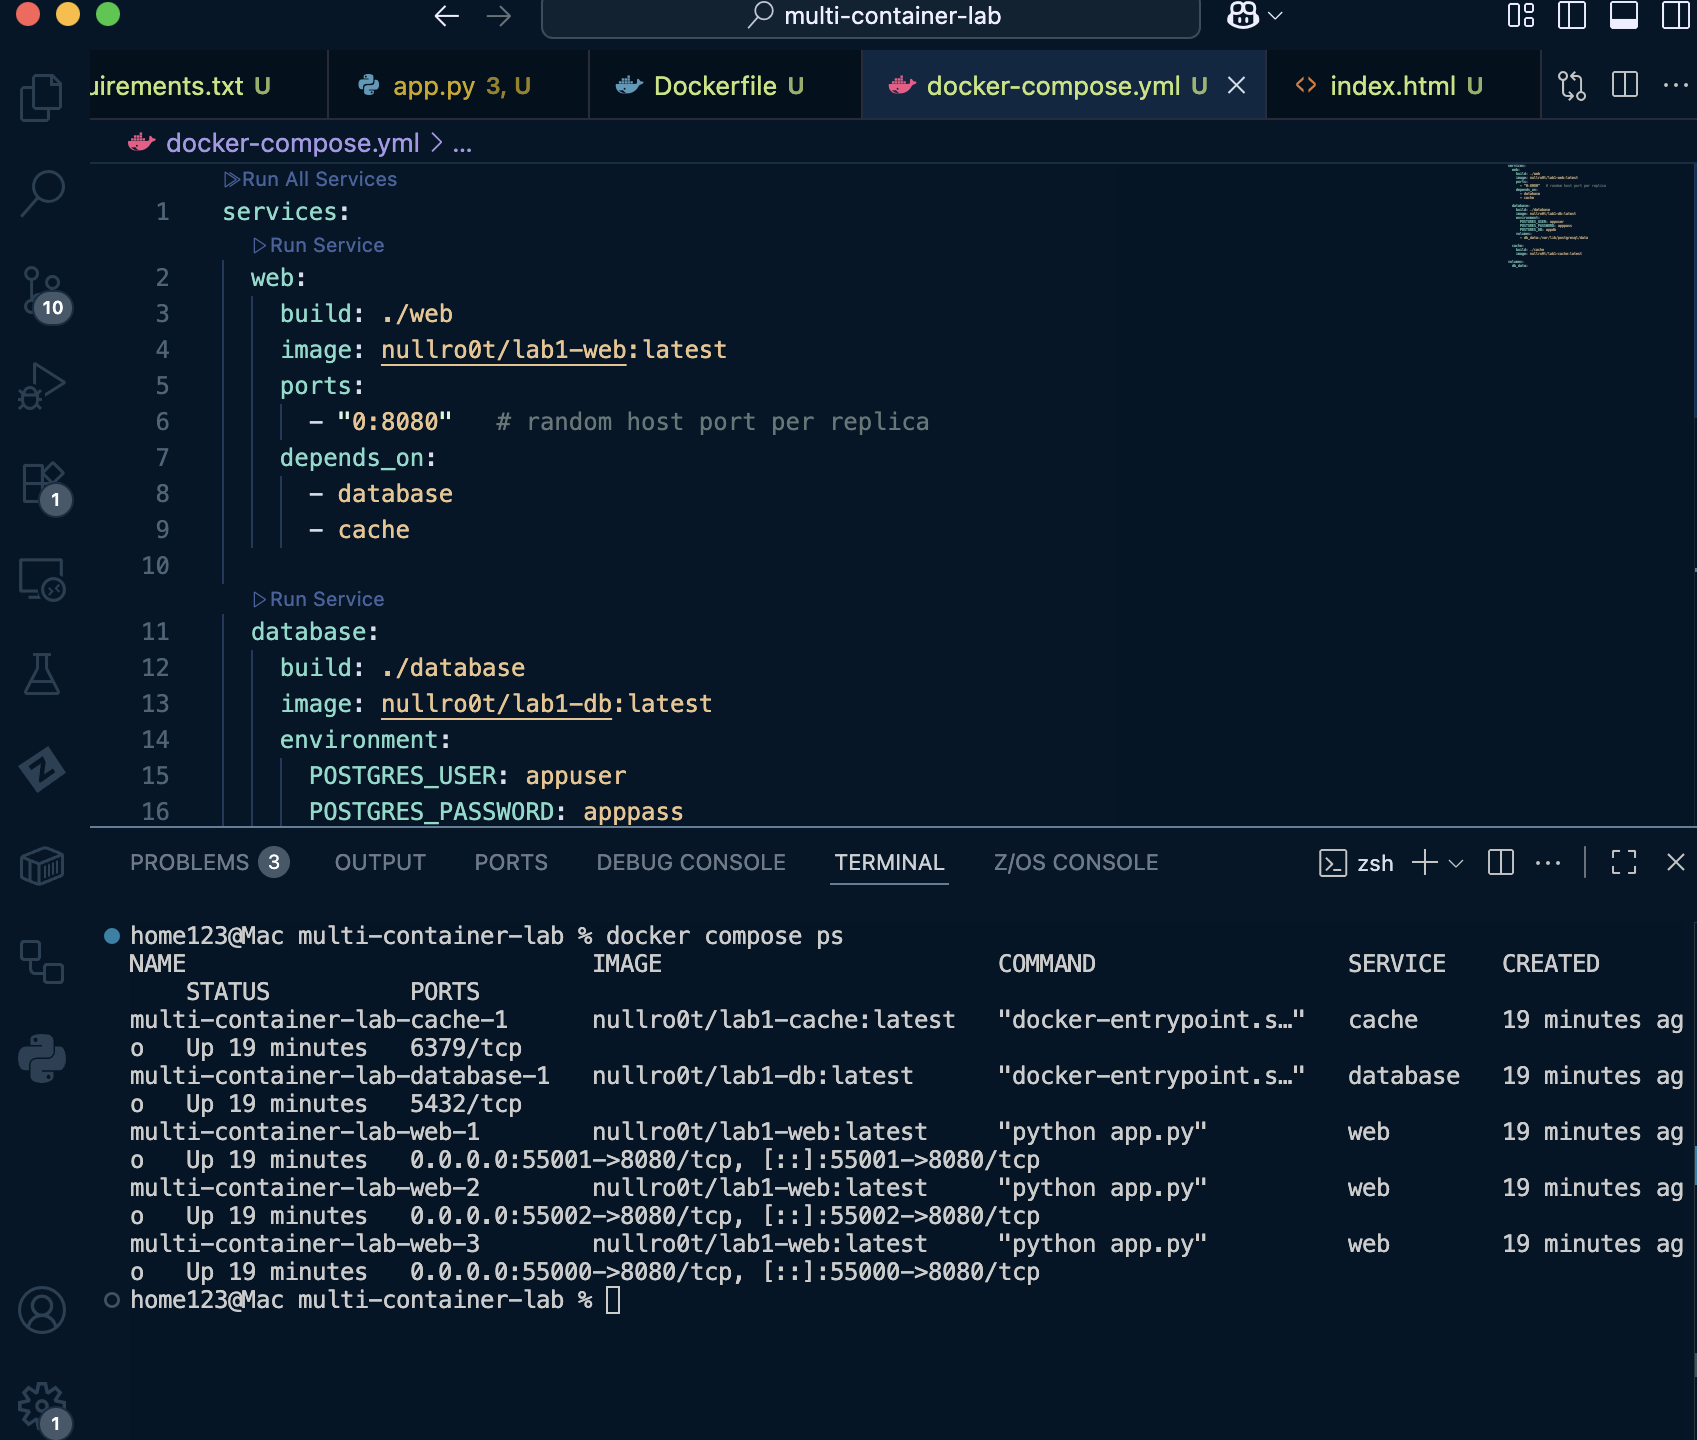 multi-container-lab
uirements.txt U
app.py 3, U
Dockerfile U
docker-compose.yml U
index.html U
docker-compose.yml > ...
Run All Services
1 services:
Run Service
2 web:
3 build: ./web
4 image: nullro0t/lab1-web:latest
5 ports:
6 - "0:8080" # random host port per replica
7 depends_on:
8 - database
9 - cache
10
Run Service
11 database:
12 build: ./database
13 image: nullro0t/lab1-db:latest
14 environment:
15 POSTGRES_USER: appuser
16 POSTGRES_PASSWORD: apppass
10
1
1
PROBLEMS 3 OUTPUT PORTS DEBUG CONSOLE TERMINAL Z/OS CONSOLE zsh
home123@Mac multi-container-lab % docker compose ps
NAME IMAGE COMMAND SERVICE CREATED
STATUS PORTS
multi-container-lab-cache-1 nullro0t/lab1-cache:latest "docker-entrypoint.s…" cache 19 minutes ag
o Up 19 minutes 6379/tcp
multi-container-lab-database-1 nullro0t/lab1-db:latest "docker-entrypoint.s…" database 19 minutes ag
o Up 19 minutes 5432/tcp
multi-container-lab-web-1 nullro0t/lab1-web:latest "python app.py" web 19 minutes ag
o Up 19 minutes 0.0.0.0:55001->8080/tcp, [::]:55001->8080/tcp
multi-container-lab-web-2 nullro0t/lab1-web:latest "python app.py" web 19 minutes ag
o Up 19 minutes 0.0.0.0:55002->8080/tcp, [::]:55002->8080/tcp
multi-container-lab-web-3 nullro0t/lab1-web:latest "python app.py" web 19 minutes ag
o Up 19 minutes 0.0.0.0:55000->8080/tcp, [::]:55000->8080/tcp
home123@Mac multi-container-lab %